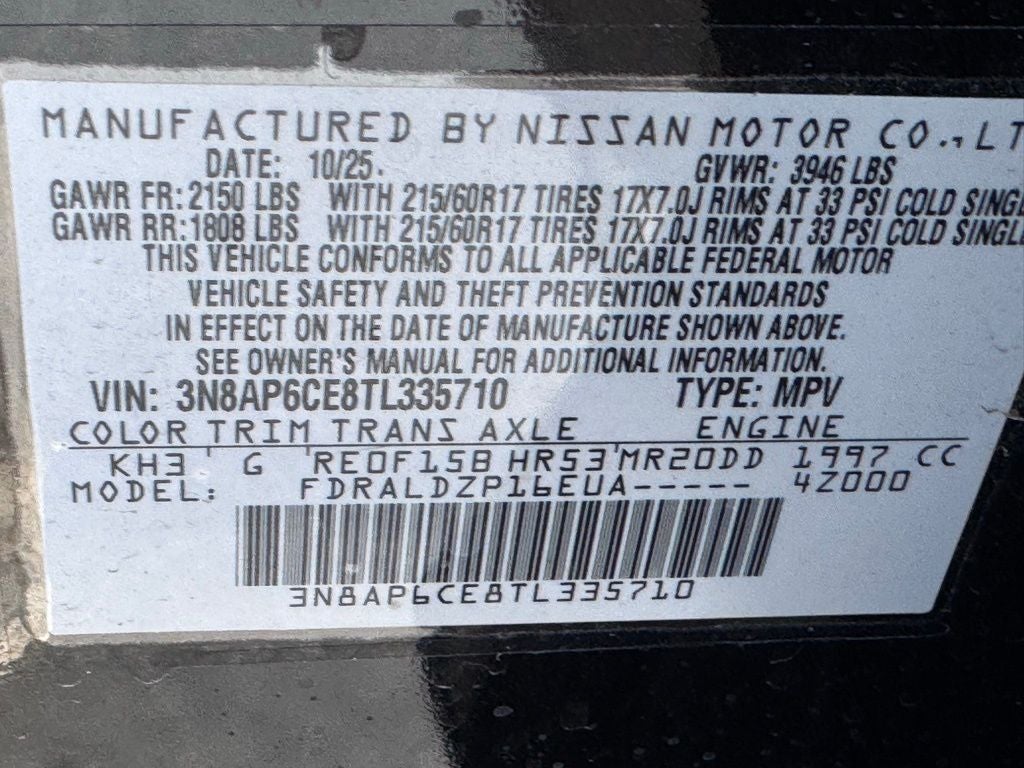 MANUFACTURED BY NISSAN MOTOR CO., LT
DATE: 10/25. GVWR: 3946 LBS
GAWR FR: 2150 LBS WITH 215/60R17 TIRES 17X7.0J RIMS AT 33 PSI COLD SINGL
GAWR RR: 1808 LBS WITH 215/60R17 TIRES 17X7.0J RIMS AT 33 PSI COLD SINGLE
THIS VEHICLE CONFORMS TO ALL APPLICABLE FEDERAL MOTOR
VEHICLE SAFETY AND THEFT PREVENTION STANDARDS
IN EFFECT ON THE DATE OF MANUFACTURE SHOWN ABOVE.
SEE OWNER'S MANUAL FOR ADDITIONAL INFORMATION.
VIN: 3N8AP6CE8TL335710 TYPE: MPV
COLOR TRIM TRANS AXLE ENGINE
KH3 ' G 'RE0F15B HR53'MR20DD 1997 CC
MODEL: FDRALDZP16EUA----- 4Z000
3N8AP6CE8TL335710